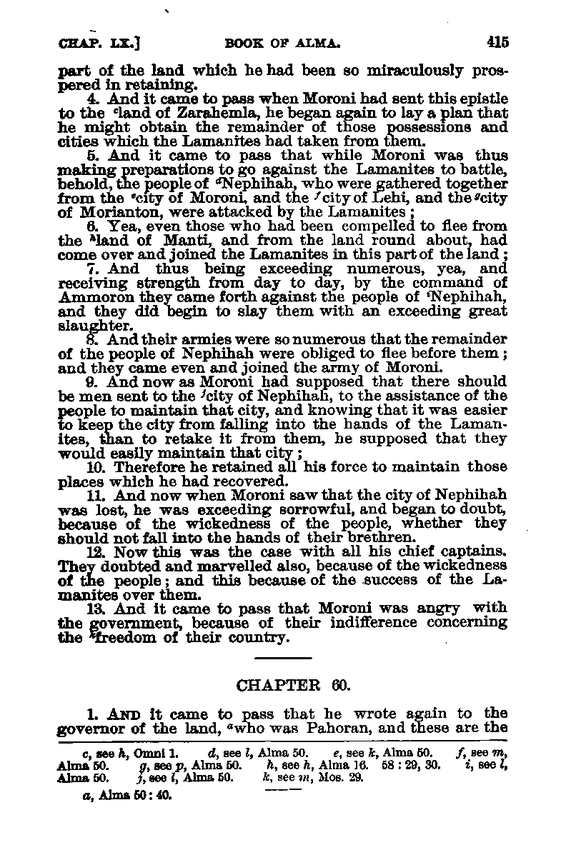 CHAP. LX.] BOOK OF ALMA. 415
part of the land which he had been so miraculously pros-
pered in retaining.
4. And it came to pass when Moroni had sent this epistle
to the cland of Zarahemla, he began again to lay a plan that
he might obtain the remainder of those possessions and
cities which the Lamanites had taken from them.
5. And it came to pass that while Moroni was thus
making preparations to go against the Lamanites to battle,
behold, the people of dNephihah, who were gathered together
from the ecity of Moroni, and the fcity of Lehi, and the gcity
of Morianton, were attacked by the Lamanites;
6. Yea, even those who had been compelled to flee from
the hland of Manti, and from the land round about, had
come over and joined the Lamanites in this part of the land;
7. And thus being exceeding numerous, yea, and
receiving strength from day to day, by the command of
Ammoron they came forth against the people of iNephihah,
and they did begin to slay them with an exceeding great
slaughter.
8. And their armies were so numerous that the remainder
of the people of Nephihah were obliged to flee before them;
and they came even and joined the army of Moroni.
9. And now as Moroni had supposed that there should
be men sent to the jcity of Nephihah, to the assistance of the
people to maintain that city, and knowing that it was easier
to keep the city from falling into the hands of the Laman-
ites, than to retake it from them, he supposed that they
would easily maintain that city;
10. Therefore he retained all his force to maintain those
places which he had recovered.
11. And now when Moroni saw that the city of Nephihah
was lost, he was exceeding sorrowful, and began to doubt,
because of the wickedness of the people, whether they
should not fall into the hands of their brethren.
12. Now this was the case with all his chief captains.
They doubted and marvelled also, because of the wickedness
of the people; and this because of the success of the La-
manites over them.
13. And it came to pass that Moroni was angry with
the government, because of their indifference concerning
the kfreedom of their country.
CHAPTER 60.
1. AND it came to pass that he wrote again to the
governor of the land, awho was Pahoran, and these are the
c, see h, Omni 1. d, see l, Alma 50. e, see k, Alma 50. f, see m,
Alma 50. g, see p, Alma 50. h, see h, Alma 16. 58:29, 30. i, see l,
Alma 50. j, see i, Alma 50. k, see m, Mos. 29.
a, Alma 50:40.